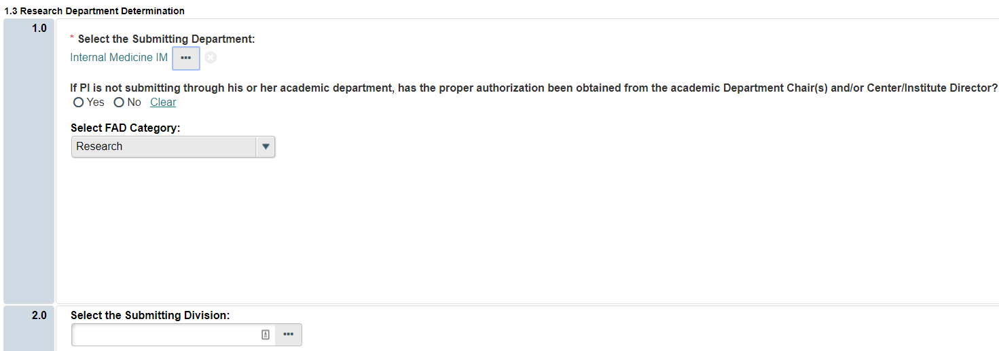 1.3 Research Department Determination
1.0
* Select the Submitting Department:
Internal Medicine IM
If PI is not submitting through his or her academic department, has the proper authorization been obtained from the academic Department Chair(s) and/or Center/Institute Director?
Yes No Clear
Select FAD Category:
Research
2.0 Select the Submitting Division: